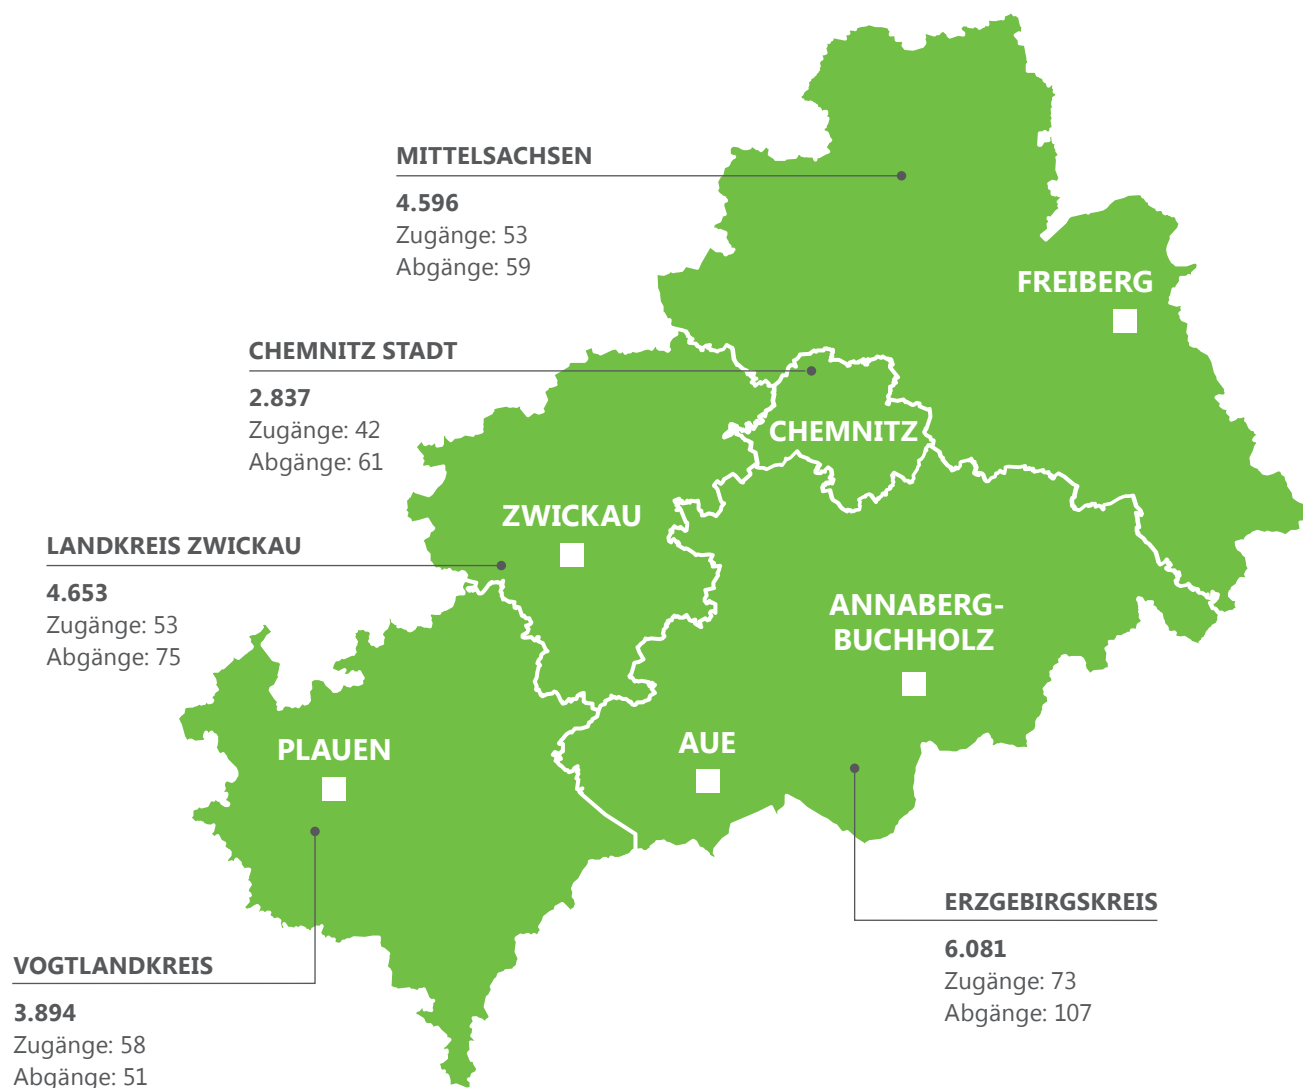 MITTELSACHSEN
4.596
Zugänge: 53
Abgänge: 59
FREIBERG
CHEMNITZ STADT
2.837
Zugänge: 42
Abgänge: 61
CHEMNITZ
ZWICKAU
LANDKREIS ZWICKAU
4.653
Zugänge: 53
Abgänge: 75
ANNABERG-
BUCHHOLZ
PLAUEN
AUE
ERZGEBIRGSKREIS
6.081
Zugänge: 73
Abgänge: 107
VOGTLANDKREIS
3.894
Zugänge: 58
Abgänge: 51